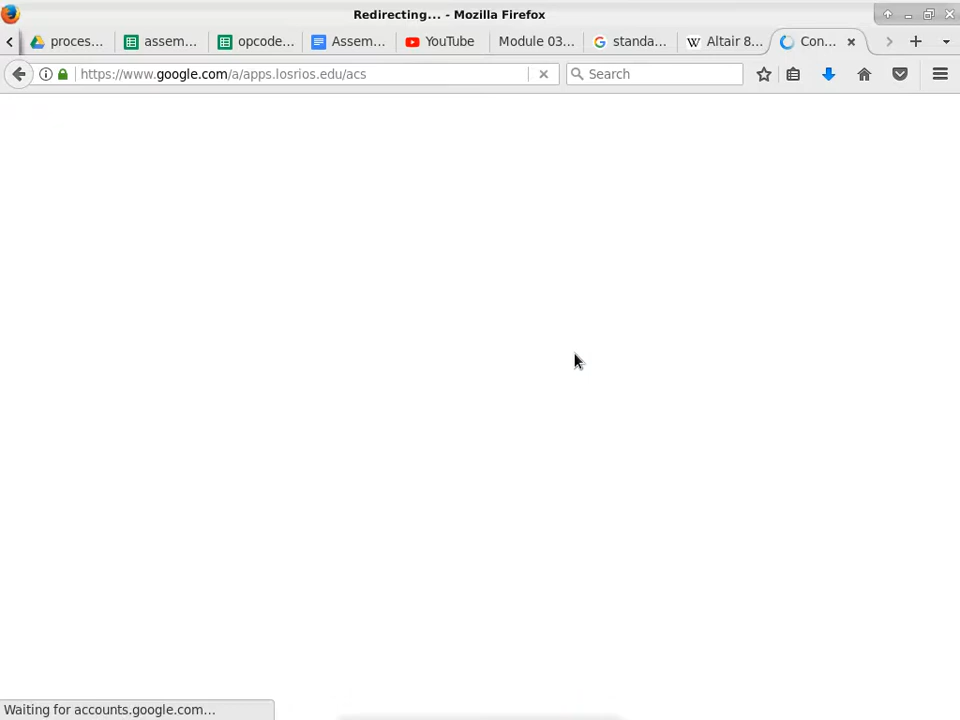 Redirecting... - Mozilla Firefox
proces...
assem...
opcode...
Assem...
YouTube
Module 03...
standa...
Altair 8...
Con...
https://www.google.com/a/apps.losrios.edu/acs
Search
Waiting for accounts.google.com...